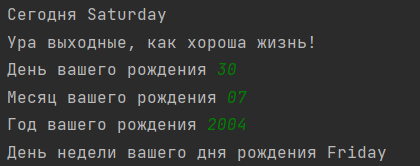 Сегодня Saturday
Ура выходные, как хороша жизнь!
День вашего рождения 30
Месяц вашего рождения 07
Год вашего рождения 2004
День недели вашего дня рождения Friday